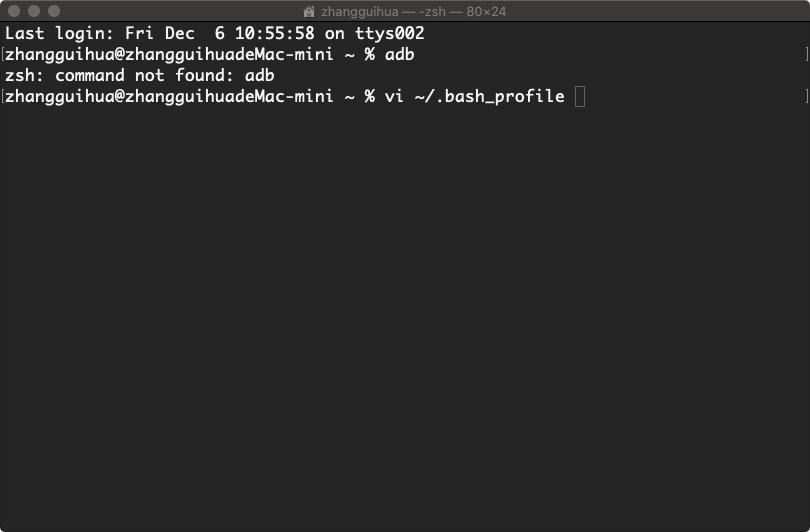 zhangguihua — -zsh — 80×24
Last login: Fri Dec  6 10:55:58 on ttys002
[zhangguihua@zhangguihuadeMac-mini ~ % adb ]
zsh: command not found: adb
[zhangguihua@zhangguihuadeMac-mini ~ % vi ~/.bash_profile ]